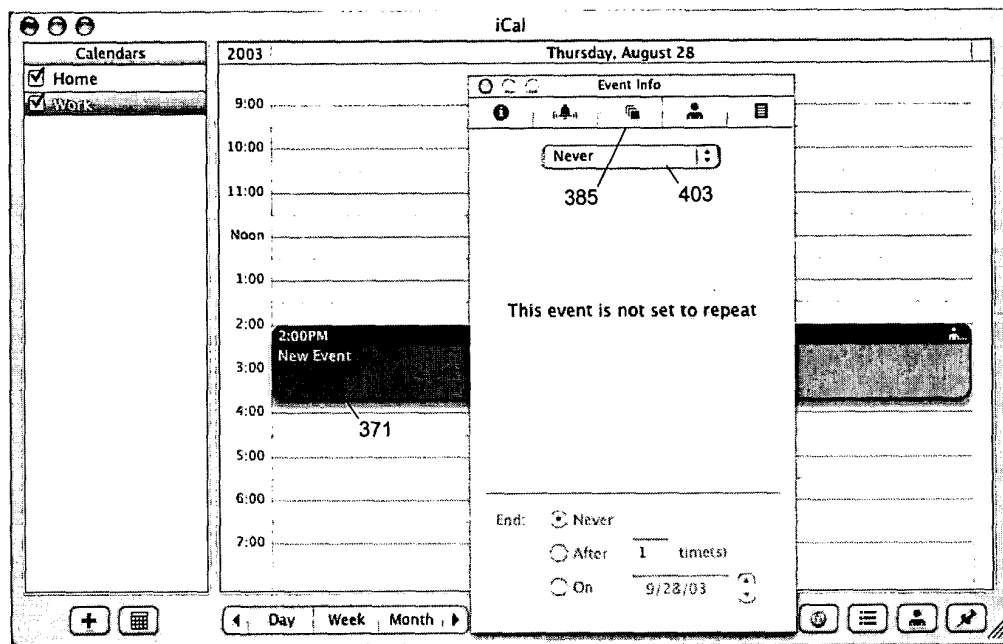 iCal
Calendars
Home
Work
2003
Thursday, August 28
9:00
10:00
11:00
Noon
1:00
2:00
3:00
4:00
5:00
6:00
7:00
2:00PM
New Event
371
Event Info
Never
385
403
This event is not set to repeat
End: Never
After 1 time(s)
On 9/28/03
Day Week Month